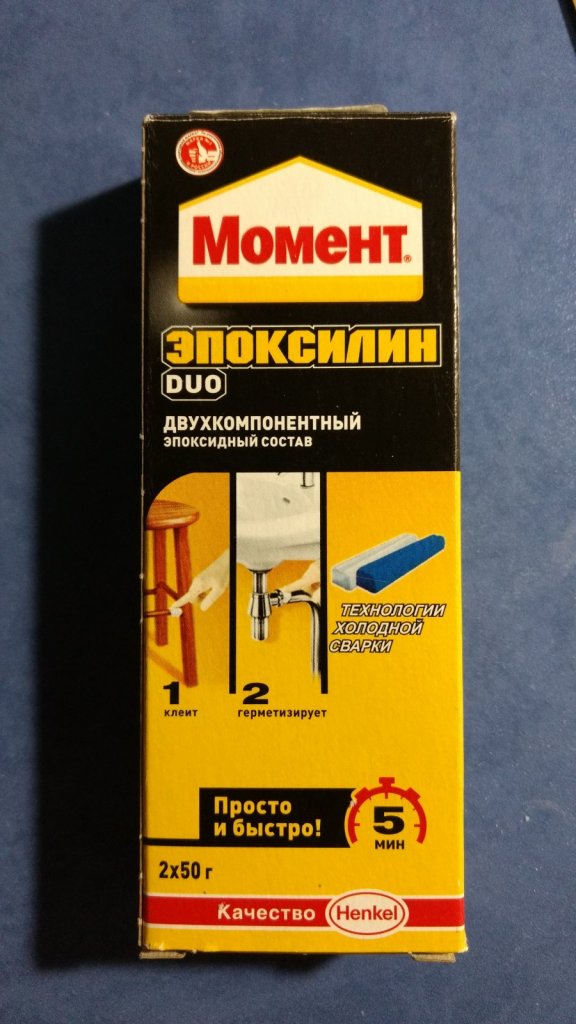 Момент®
ЭПОКСИЛИН
DUO
ДВУХКОМПОНЕНТНЫЙ
ЭПОКСИДНЫЙ СОСТАВ
ТЕХНОЛОГИИ
ХОЛОДНОЙ
СВАРКИ
1
клеит
2
герметизирует
Просто
и быстро!
5
МИН
2х50 г
Качество
Henkel